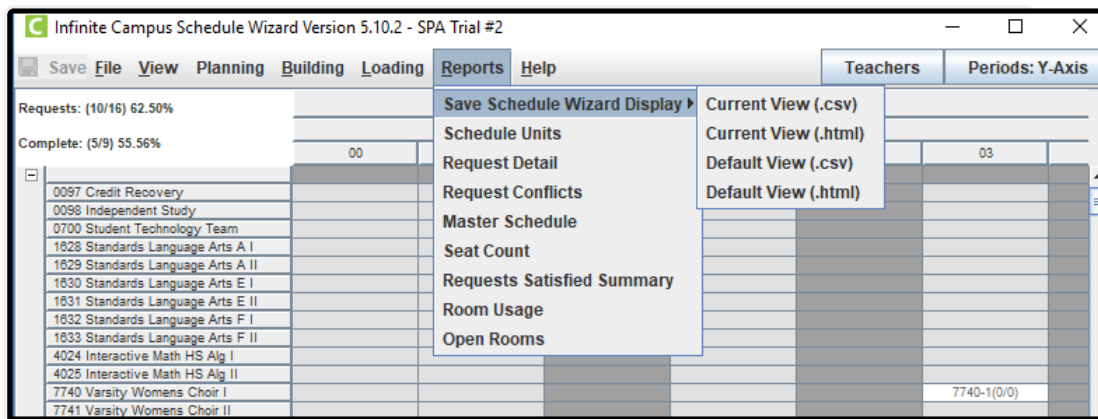 Infinite Campus Schedule Wizard Version 5.10.2 - SPA Trial #2
Save File View Planning Building Loading Reports Help Teachers Periods: Y-Axis
Requests: (10/16) 62.50%
Complete: (5/9) 55.56%
Save Schedule Wizard Display
Schedule Units
Request Detail
Request Conflicts
Master Schedule
Seat Count
Requests Satisfied Summary
Room Usage
Open Rooms
Current View (.csv)
Current View (.html)
Default View (.csv)
Default View (.html)
00 03
0097 Credit Recovery
0098 Independent Study
0700 Student Technology Team
1628 Standards Language Arts A I
1629 Standards Language Arts A II
1630 Standards Language Arts E I
1631 Standards Language Arts E II
1632 Standards Language Arts F I
1633 Standards Language Arts F II
4024 Interactive Math HS Alg I
4025 Interactive Math HS Alg II
7740 Varsity Womens Choir I 7740-1(0/0)
7741 Varsity Womens Choir II